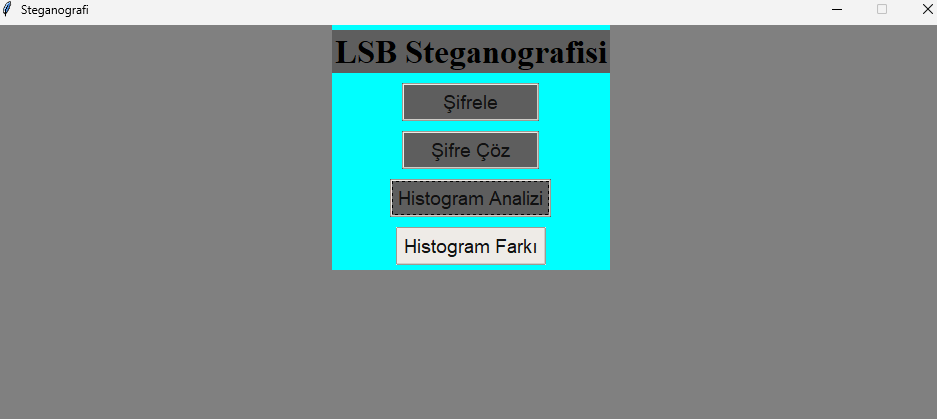 Steganografi
LSB Steganografisi
Şifrele
Şifre Çöz
Histogram Analizi
Histogram Farkı